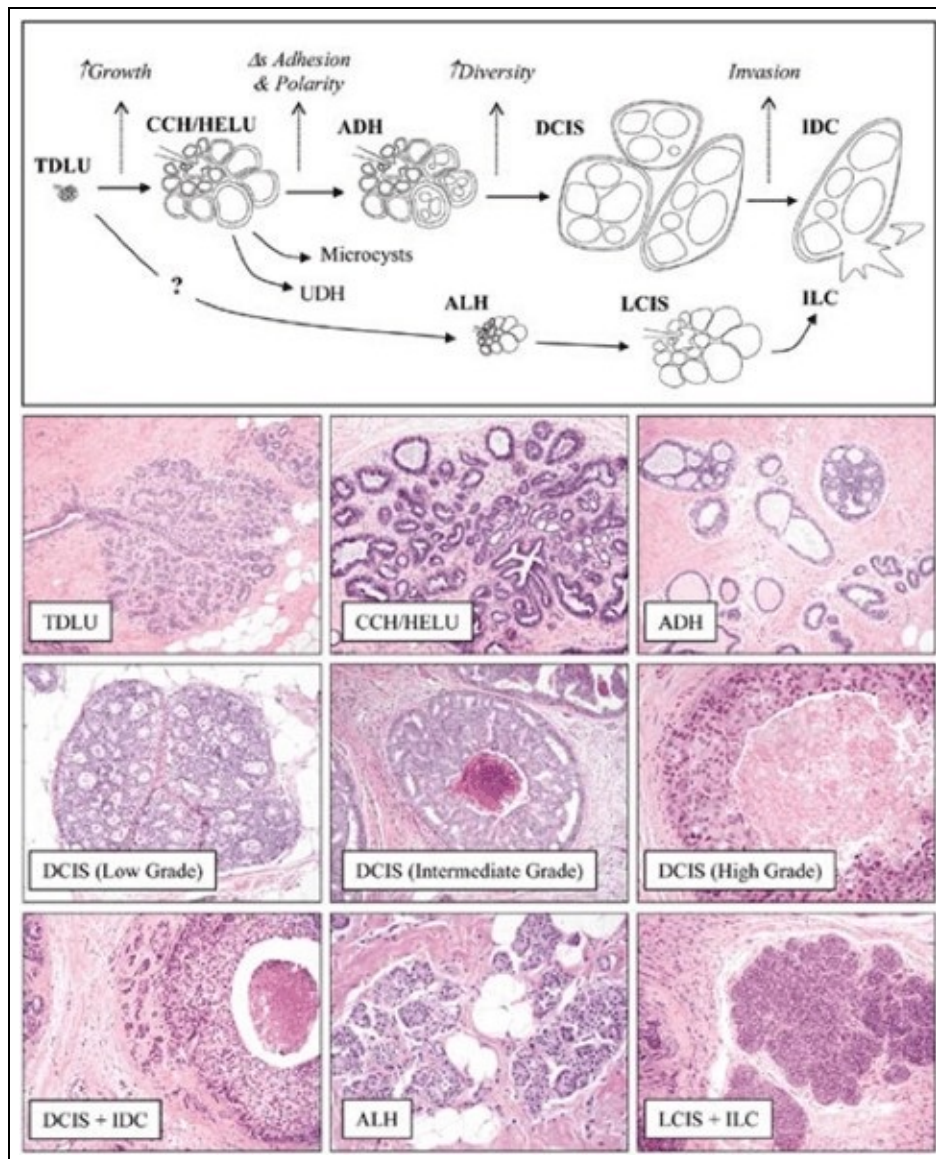 ↑Growth
Δs Adhesion
& Polarity
↑Diversity
Invasion
TDLU
CCH/HELU
ADH
DCIS
IDC
Microcysts
UDH
?
ALH
LCIS
ILC
TDLU
CCH/HELU
ADH
DCIS (Low Grade)
DCIS (Intermediate Grade)
DCIS (High Grade)
DCIS + IDC
ALH
LCIS + ILC